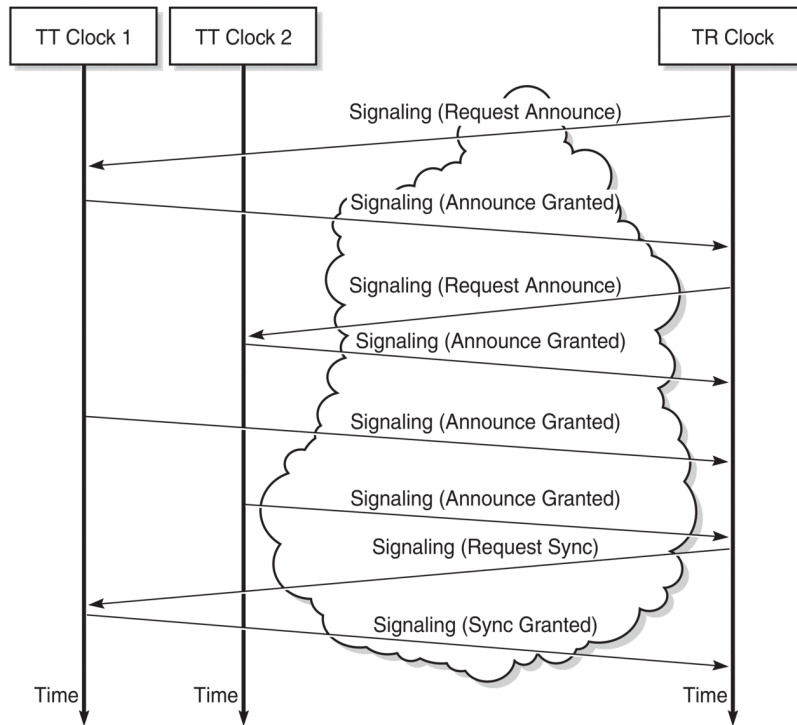 TT Clock 1
TT Clock 2
TR Clock
Signaling (Request Announce)
Signaling (Announce Granted)
Signaling (Request Announce)
Signaling (Announce Granted)
Signaling (Announce Granted)
Signaling (Announce Granted)
Signaling (Request Sync)
Signaling (Sync Granted)
Time
Time
Time